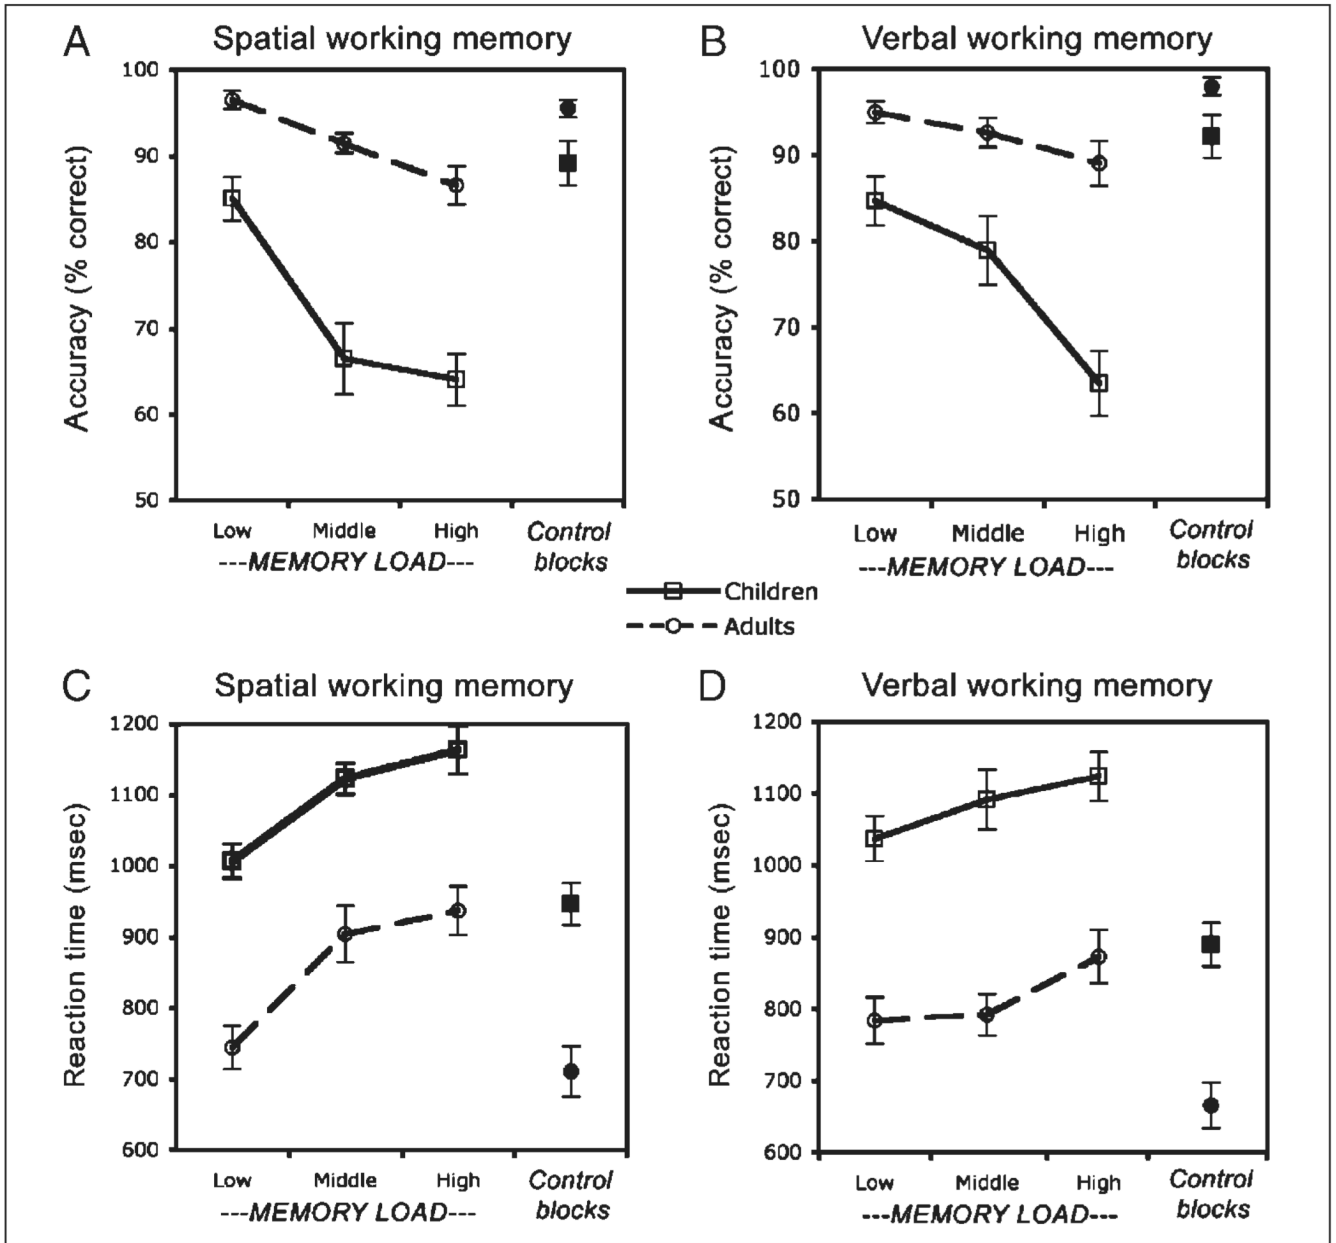 A Spatial working memory
Accuracy (% correct)
100
90
80
70
60
50
Low Middle High Control
---MEMORY LOAD--- blocks
B Verbal working memory
Accuracy (% correct)
100
90
80
70
60
50
Low Middle High Control
---MEMORY LOAD--- blocks
Children
Adults
C Spatial working memory
Reaction time (msec)
1200
1100
1000
900
800
700
600
Low Middle High Control
---MEMORY LOAD--- blocks
D Verbal working memory
Reaction time (msec)
1200
1100
1000
900
800
700
600
Low Middle High Control
---MEMORY LOAD--- blocks